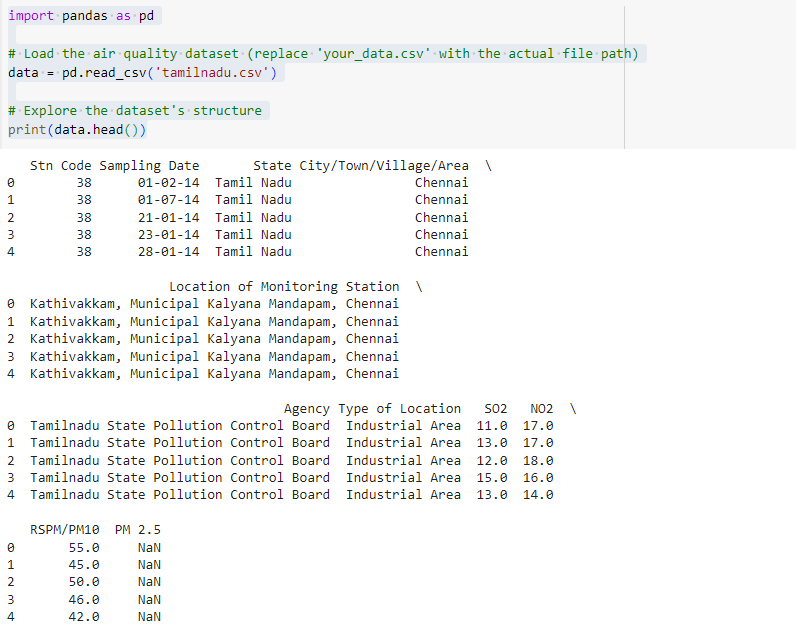 import pandas as pd
# Load the air quality dataset (replace 'your_data.csv' with the actual file path)
data = pd.read_csv('tamilnadu.csv')
# Explore the dataset's structure
print(data.head())
Stn Code Sampling Date State City/Town/Village/Area \
0 38 01-02-14 Tamil Nadu Chennai
1 38 01-07-14 Tamil Nadu Chennai
2 38 21-01-14 Tamil Nadu Chennai
3 38 23-01-14 Tamil Nadu Chennai
4 38 28-01-14 Tamil Nadu Chennai
Location of Monitoring Station \
0 Kathivakkam, Municipal Kalyana Mandapam, Chennai
1 Kathivakkam, Municipal Kalyana Mandapam, Chennai
2 Kathivakkam, Municipal Kalyana Mandapam, Chennai
3 Kathivakkam, Municipal Kalyana Mandapam, Chennai
4 Kathivakkam, Municipal Kalyana Mandapam, Chennai
Agency Type of Location SO2 NO2 \
0 Tamilnadu State Pollution Control Board Industrial Area 11.0 17.0
1 Tamilnadu State Pollution Control Board Industrial Area 13.0 17.0
2 Tamilnadu State Pollution Control Board Industrial Area 12.0 18.0
3 Tamilnadu State Pollution Control Board Industrial Area 15.0 16.0
4 Tamilnadu State Pollution Control Board Industrial Area 13.0 14.0
RSPM/PM10 PM 2.5
0 55.0 NaN
1 45.0 NaN
2 50.0 NaN
3 46.0 NaN
4 42.0 NaN